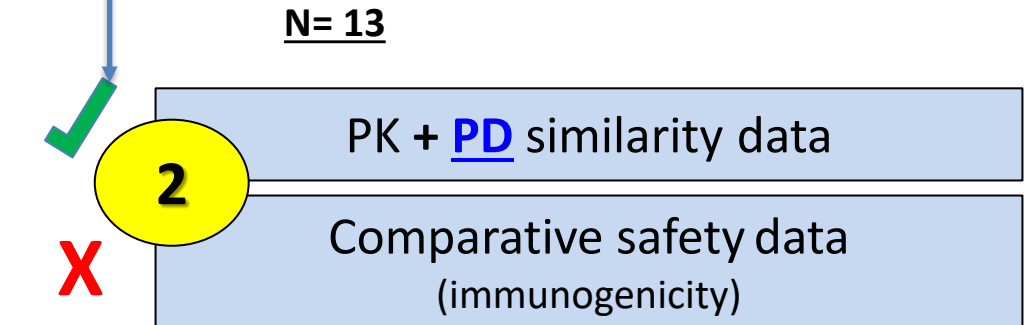 N= 13
PK + PD similarity data
2
Comparative safety data
X
(immunogenicity)